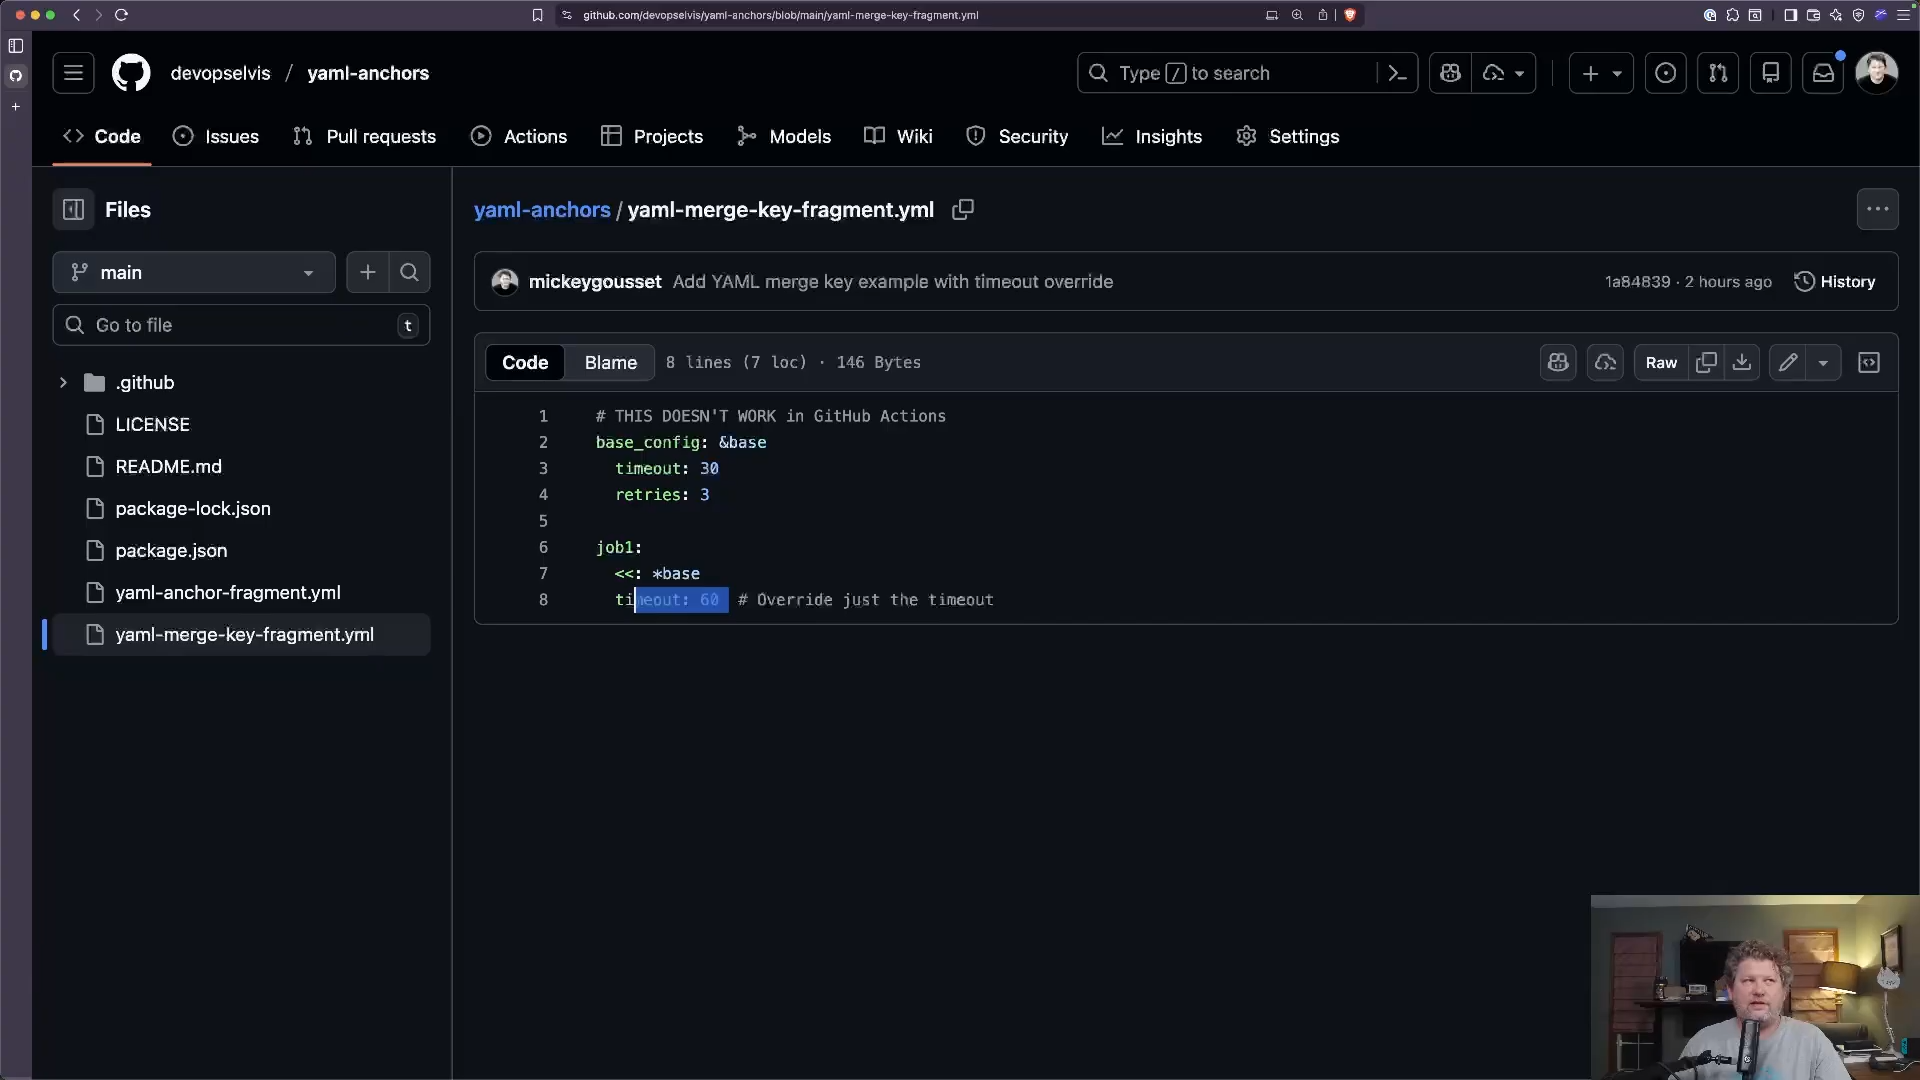 github.com/devopselvis/yaml-anchors/blob/main/yaml-merge-key-fragment.yml
devopselvis / yaml-anchors
Type / to search
Code
Issues
Pull requests
Actions
Projects
Models
Wiki
Security
Insights
Settings
Files
main
Go to file
t
.github
LICENSE
README.md
package-lock.json
package.json
yaml-anchor-fragment.yml
yaml-merge-key-fragment.yml
yaml-anchors / yaml-merge-key-fragment.yml
mickeygousset Add YAML merge key example with timeout override
1a84839 · 2 hours ago
History
Code
Blame
8 lines (7 loc) · 146 Bytes
Raw
1 # THIS DOESN'T WORK in GitHub Actions
2 base_config: &base
3 timeout: 30
4 retries: 3
5
6 job1:
7 <<: *base
8 timeout: 60 # Override just the timeout